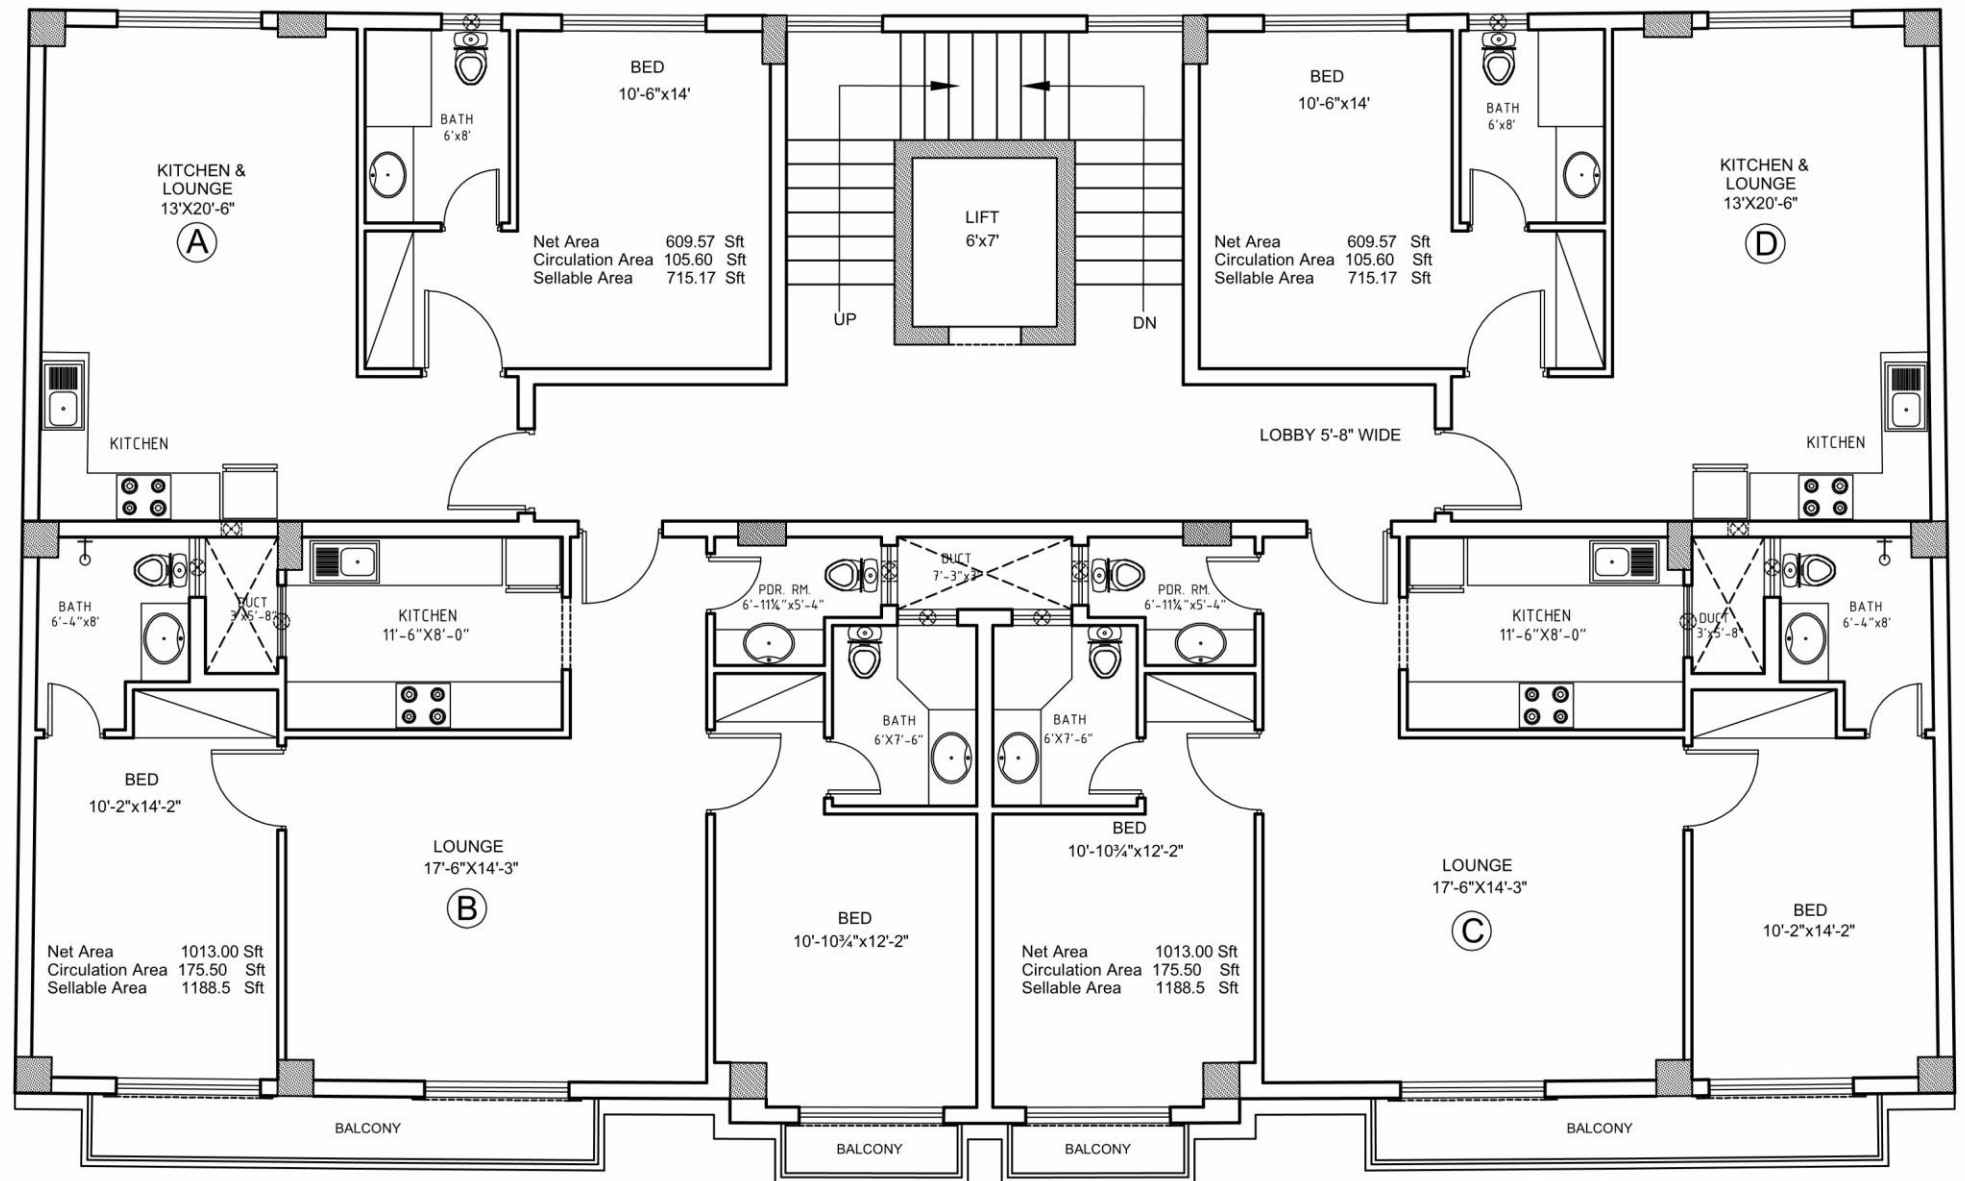 KITCHEN &
LOUNGE
13'X20'-6"
A
KITCHEN
BATH
6'x8'
BED
10'-6"x14'
Net Area 609.57 Sft
Circulation Area 105.60 Sft
Sellable Area 715.17 Sft
UP
LIFT
6'x7'
DN
BED
10'-6"x14'
Net Area 609.57 Sft
Circulation Area 105.60 Sft
Sellable Area 715.17 Sft
BATH
6'x8'
KITCHEN &
LOUNGE
13'X20'-6"
D
KITCHEN
LOBBY 5'-8" WIDE
BATH
6'-4"x8'
DUCT
3'x5'-8"
KITCHEN
11'-6"X8'-0"
PDR. RM.
6'-11¼"x5'-4"
DUCT
7'-3"x3'
PDR. RM.
6'-11¼"x5'-4"
KITCHEN
11'-6"X8'-0"
DUCT
3'x5'-8"
BATH
6'-4"x8'
BATH
6'X7'-6"
BATH
6'X7'-6"
BED
10'-2"x14'-2"
Net Area 1013.00 Sft
Circulation Area 175.50 Sft
Sellable Area 1188.5 Sft
LOUNGE
17'-6"X14'-3"
B
BED
10'-10¾"x12'-2"
BED
10'-10¾"x12'-2"
Net Area 1013.00 Sft
Circulation Area 175.50 Sft
Sellable Area 1188.5 Sft
LOUNGE
17'-6"X14'-3"
C
BED
10'-2"x14'-2"
BALCONY
BALCONY
BALCONY
BALCONY